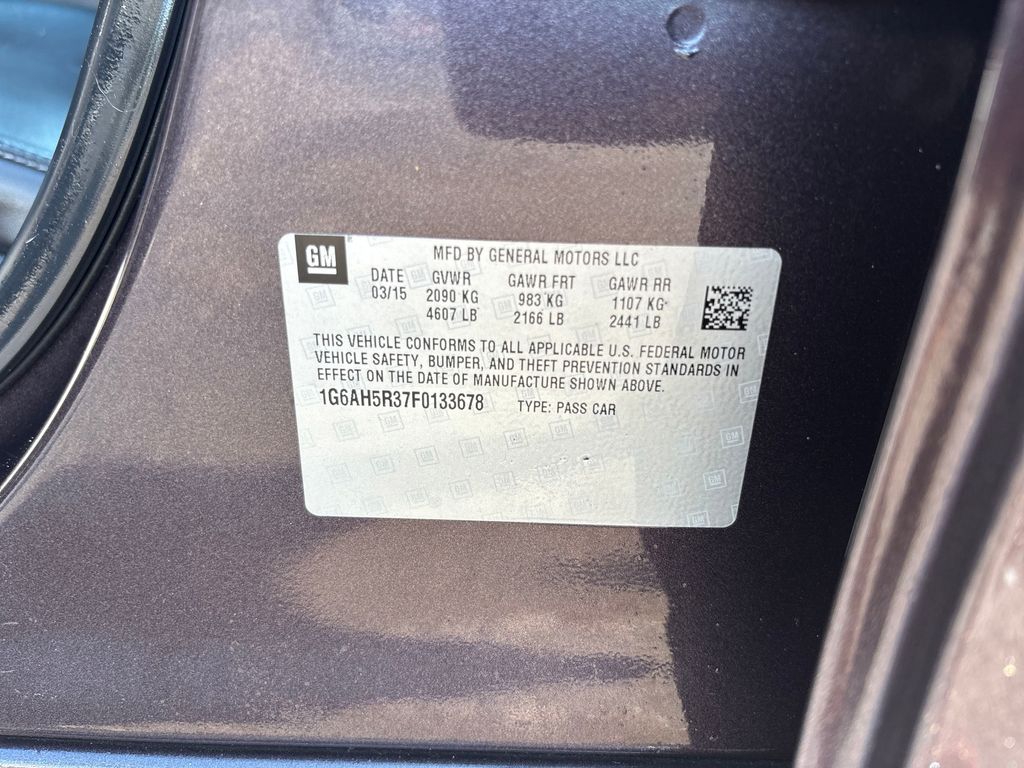 GM
MFD BY GENERAL MOTORS LLC
DATE GVWR GAWR FRT GAWR RR
03/15 2090 KG 983 KG 1107 KG
4607 LB 2166 LB 2441 LB
THIS VEHICLE CONFORMS TO ALL APPLICABLE U.S. FEDERAL MOTOR
VEHICLE SAFETY, BUMPER, AND THEFT PREVENTION STANDARDS IN
EFFECT ON THE DATE OF MANUFACTURE SHOWN ABOVE.
1G6AH5R37F0133678 TYPE: PASS CAR